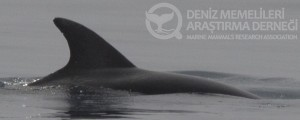 DENİZ MEMELİLERİ
ARAŞTIRMA DERNEĞİ
MARINE MAMMALS RESEARCH ASSOCIATION